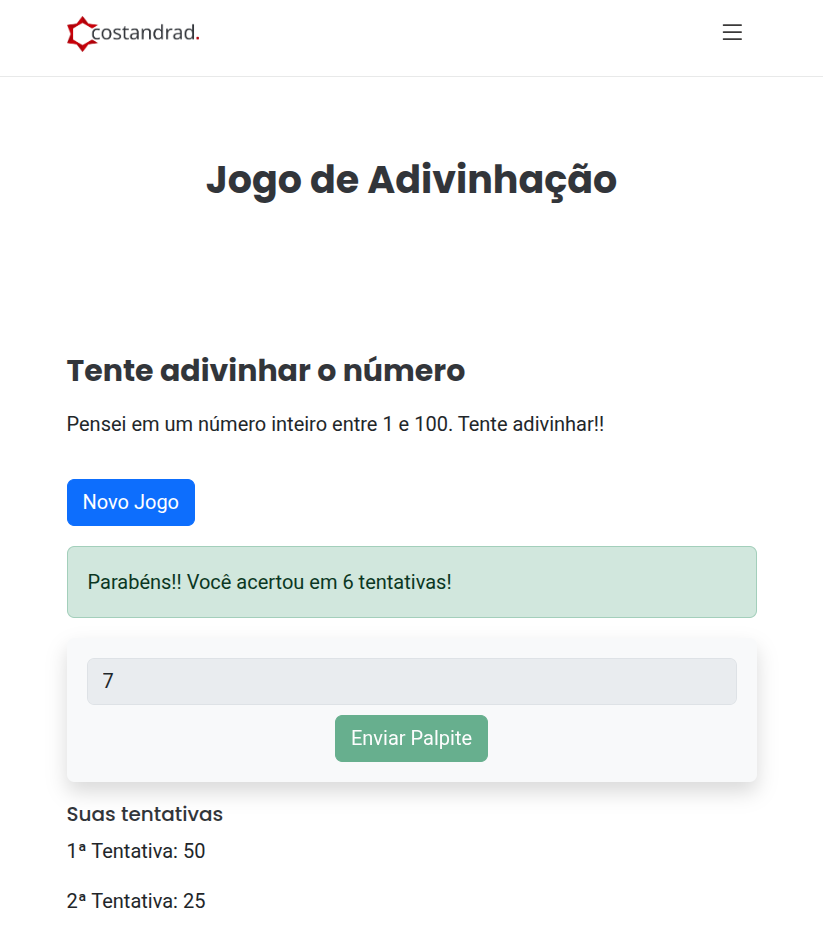 costandrad.
Jogo de Adivinhação
Tente adivinhar o número
Pensei em um número inteiro entre 1 e 100. Tente adivinhar!!
Novo Jogo
Parabéns!! Você acertou em 6 tentativas!
7
Enviar Palpite
Suas tentativas
1ª Tentativa: 50
2ª Tentativa: 25